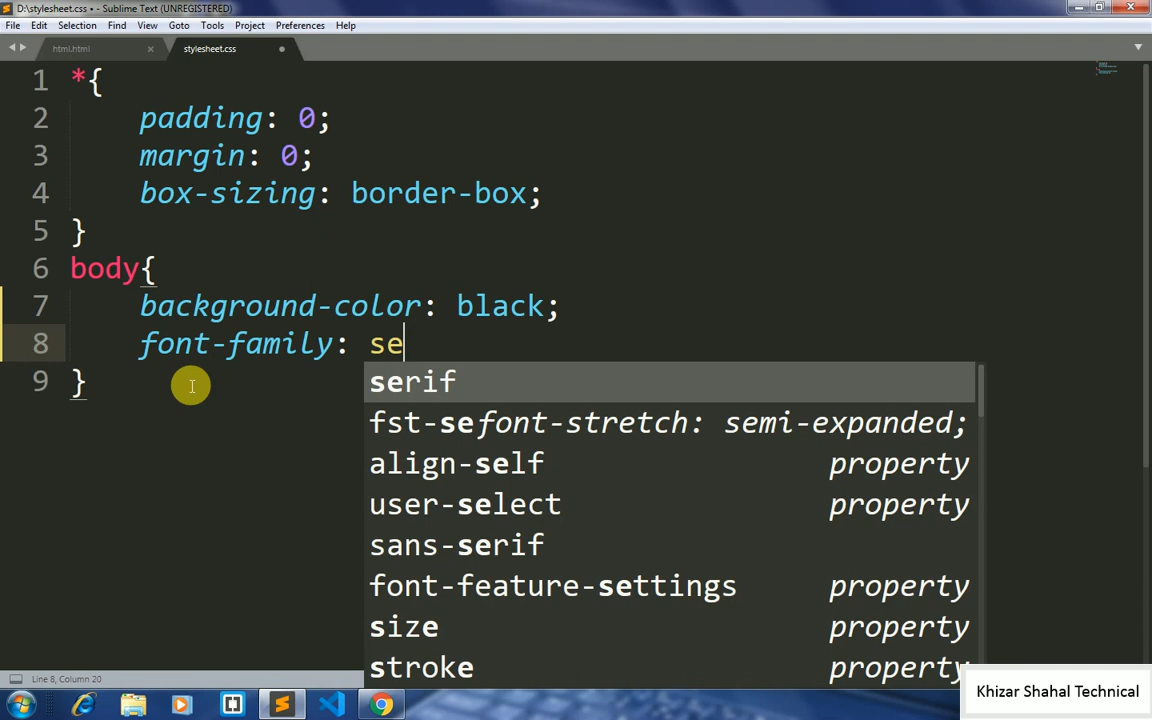 D:\stylesheet.css • - Sublime Text (UNREGISTERED)
File Edit Selection Find View Goto Tools Project Preferences Help
html.html stylesheet.css
1 *{
2 padding: 0;
3 margin: 0;
4 box-sizing: border-box;
5 }
6 body{
7 background-color: black;
8 font-family: se
9 }
serif
fst-se font-stretch: semi-expanded;
align-self property
user-select property
sans-serif
font-feature-settings property
size property
stroke property
Line 8, Column 20
Khizar Shahal Technical